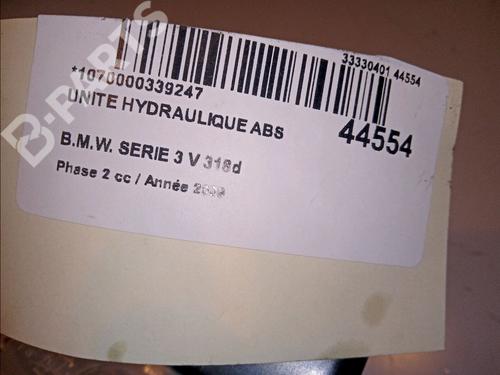 33330401 44554
*1070000339247
UNITE HYDRAULIQUE ABS
44554
B.M.W. SERIE 3 V 318d
Phase 2 cc / Année
B-PARTS